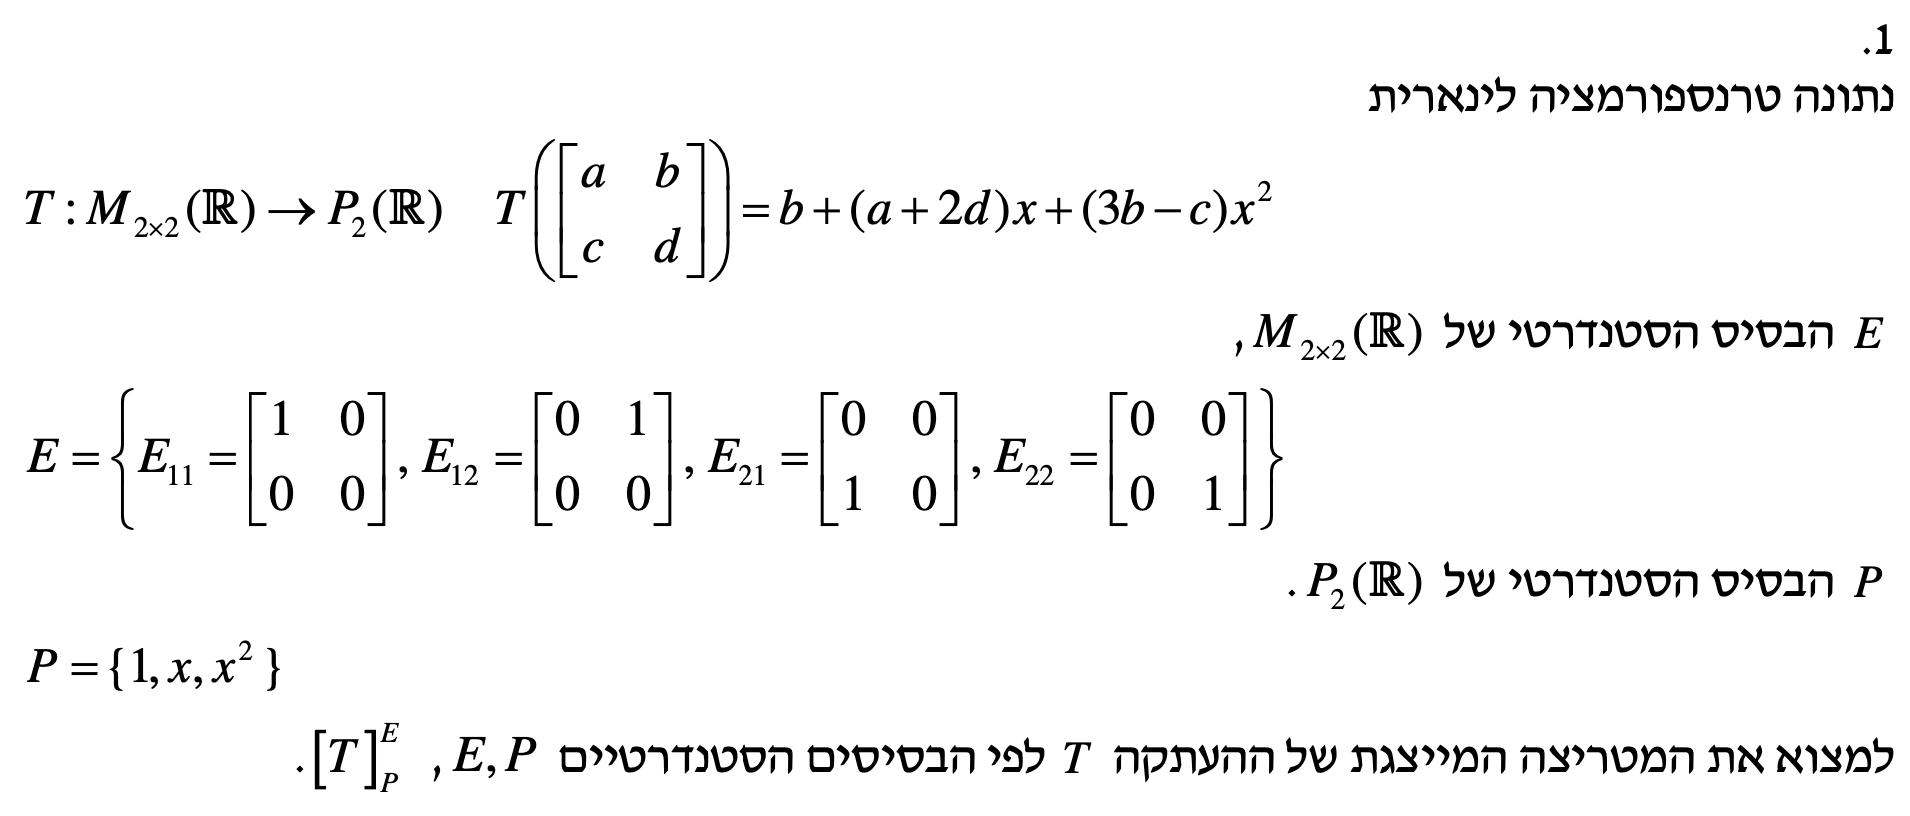 .1
נתונה טרנספורמציה לינארית
T : M_{2×2}(ℝ) → P_2(ℝ)   T([a b; c d]) = b + (a + 2d)x + (3b − c)x^2
E הבסיס הסטנדרטי של M_{2×2}(ℝ),
E = {E_{11} = [1 0; 0 0], E_{12} = [0 1; 0 0], E_{21} = [0 0; 1 0], E_{22} = [0 0; 0 1]}
P הבסיס הסטנדרטי של P_2(ℝ).
P = {1, x, x^2}
למצוא את המטריצה המייצגת של ההעתקה T לפי הבסיסים הסטנדרטיים E, P, [T]_P^E.